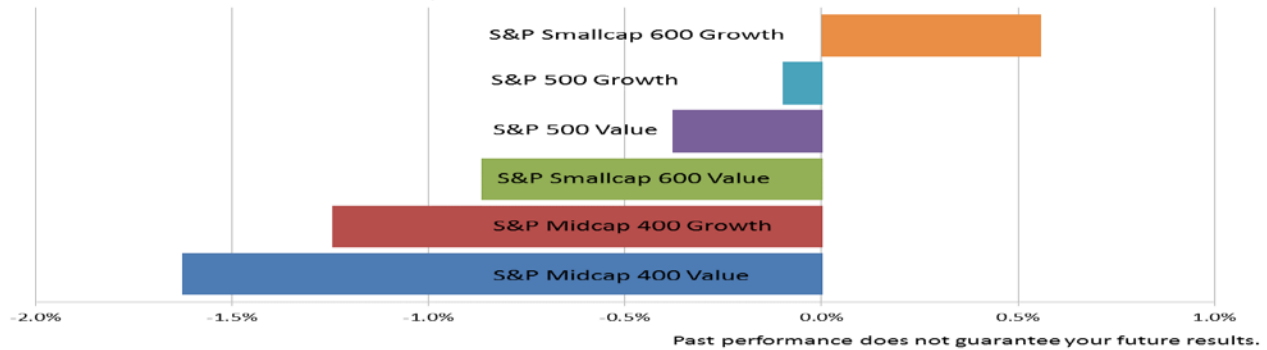 S&P Smallcap 600 Growth
S&P 500 Growth
S&P 500 Value
S&P Smallcap 600 Value
S&P Midcap 400 Growth
S&P Midcap 400 Value
-2.0% -1.5% -1.0% -0.5% 0.0% 0.5% 1.0%
Past performance does not guarantee your future results.